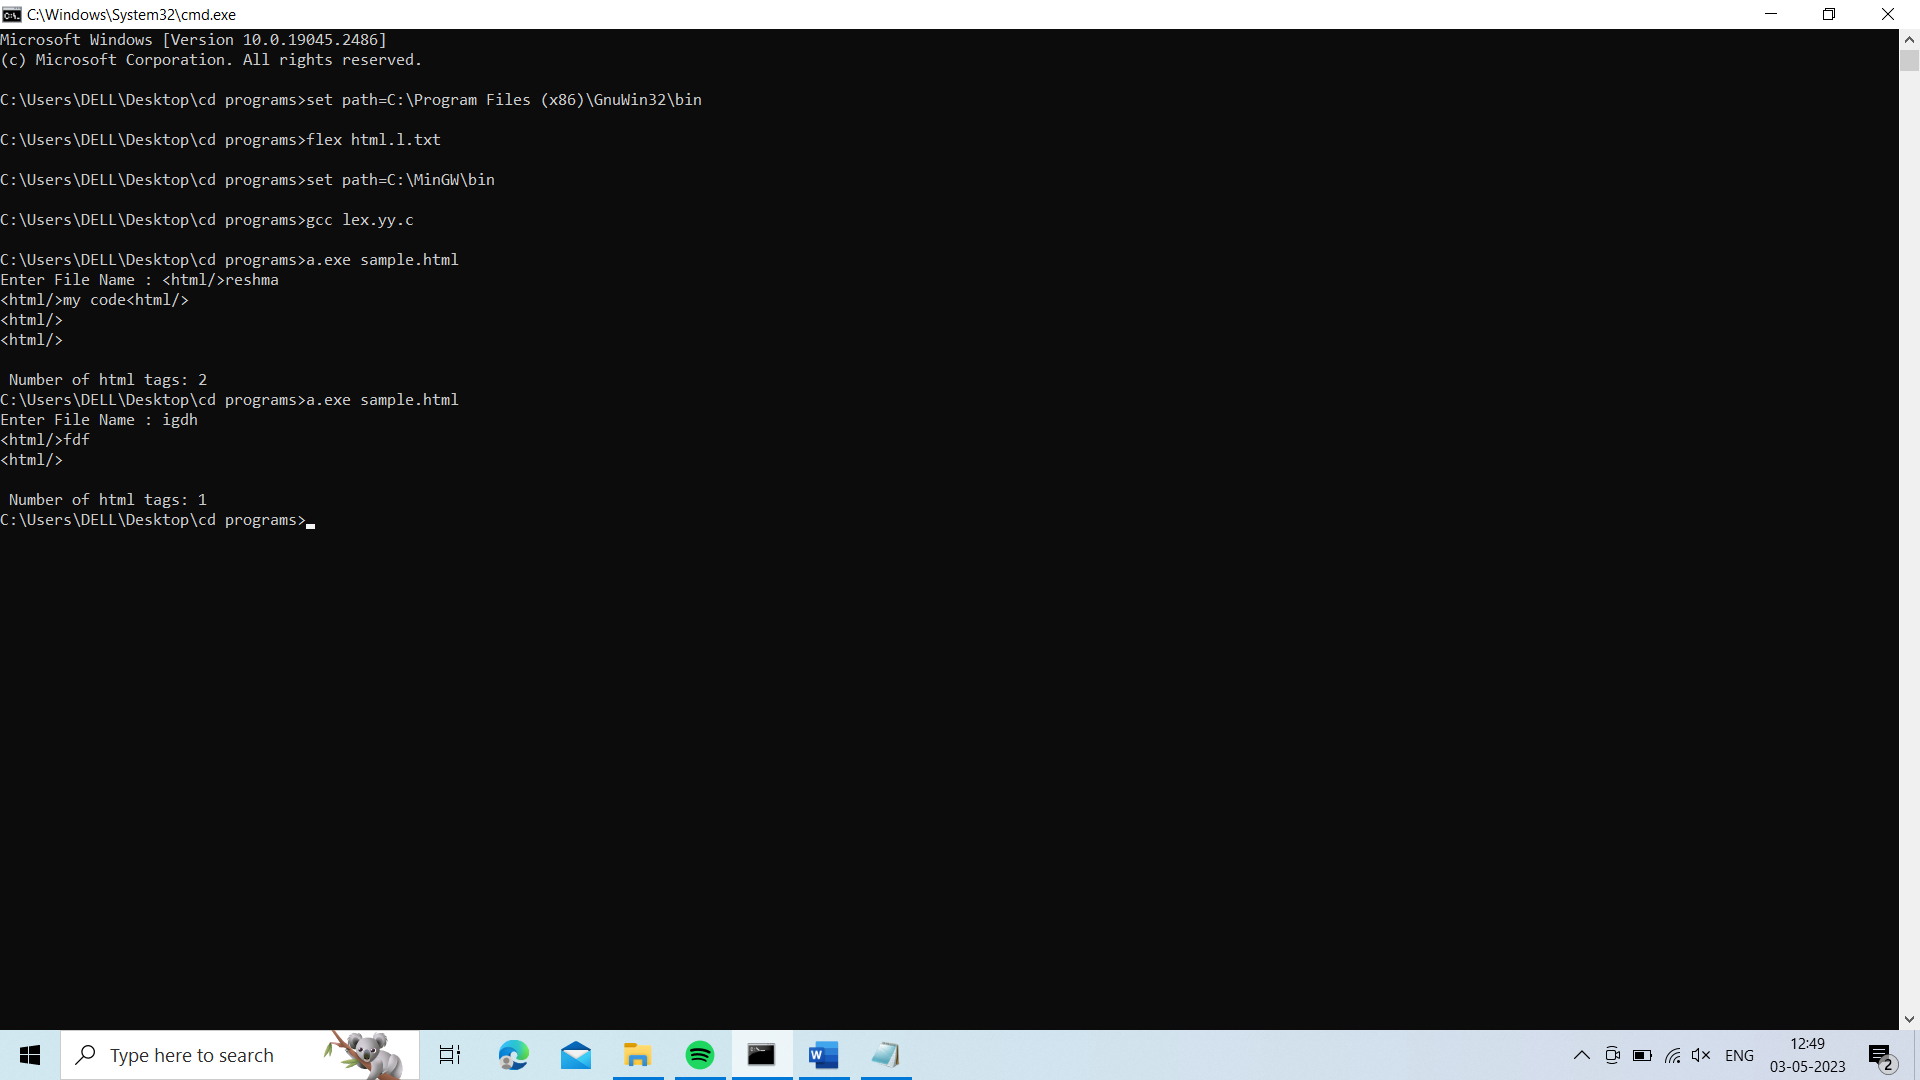 C:\Windows\System32\cmd.exe
Microsoft Windows [Version 10.0.19045.2486]
(c) Microsoft Corporation. All rights reserved.
C:\Users\DELL\Desktop\cd programs>set path=C:\Program Files (x86)\GnuWin32\bin
C:\Users\DELL\Desktop\cd programs>flex html.l.txt
C:\Users\DELL\Desktop\cd programs>set path=C:\MinGW\bin
C:\Users\DELL\Desktop\cd programs>gcc lex.yy.c
C:\Users\DELL\Desktop\cd programs>a.exe sample.html
Enter File Name : <html/>reshma
<html/>my code<html/>
<html/>
<html/>
 Number of html tags: 2
C:\Users\DELL\Desktop\cd programs>a.exe sample.html
Enter File Name : igdh
<html/>fdf
<html/>
 Number of html tags: 1
C:\Users\DELL\Desktop\cd programs>
Type here to search
ENG
12:49
03-05-2023
2